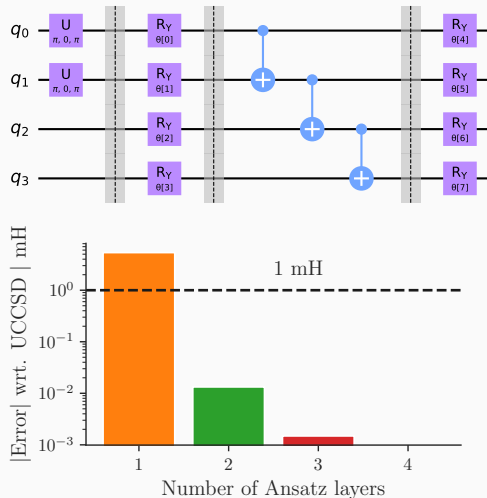 q₀ U π, 0, π R_Y θ[0] R_Y θ[4]
q₁ U π, 0, π R_Y θ[1] R_Y θ[5]
q₂ R_Y θ[2] R_Y θ[6]
q₃ R_Y θ[3] R_Y θ[7]
|Error| wrt. UCCSD | mH
1 mH
10⁰
10⁻¹
10⁻²
10⁻³
1 2 3 4
Number of Ansatz layers